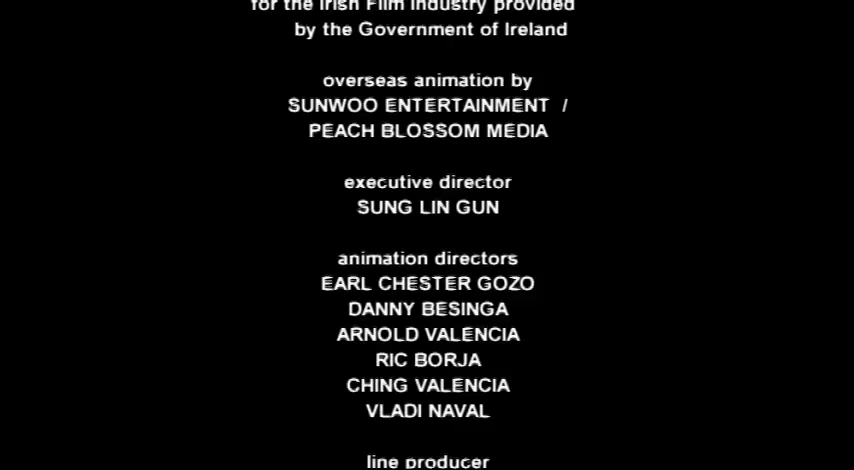 for the Irish Film Industry provided
by the Government of Ireland
overseas animation by
SUNWOO ENTERTAINMENT /
PEACH BLOSSOM MEDIA
executive director
SUNG LIN GUN
animation directors
EARL CHESTER GOZO
DANNY BESINGA
ARNOLD VALENCIA
RIC BORJA
CHING VALENCIA
VLADI NAVAL
line producer